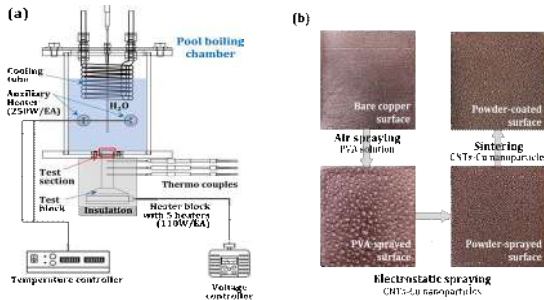 (a)
Pool boiling
chamber
Cooling
tube
H₂O
Auxiliary
Heater
(250W/EA)
Test
section
Thermo couples
Test
block
Insulation
Heater block
with 5 heaters
(110W/EA)
Temperature controller
Voltage
controller
(b)
Bare copper
surface
Powder-coated
surface
Air spraying
PVA solution
Sintering
CNTs-Cu nanoparticles
PVA-sprayed
surface
Powder-sprayed
surface
Electrostatic spraying
CNTs-Cu nanoparticles